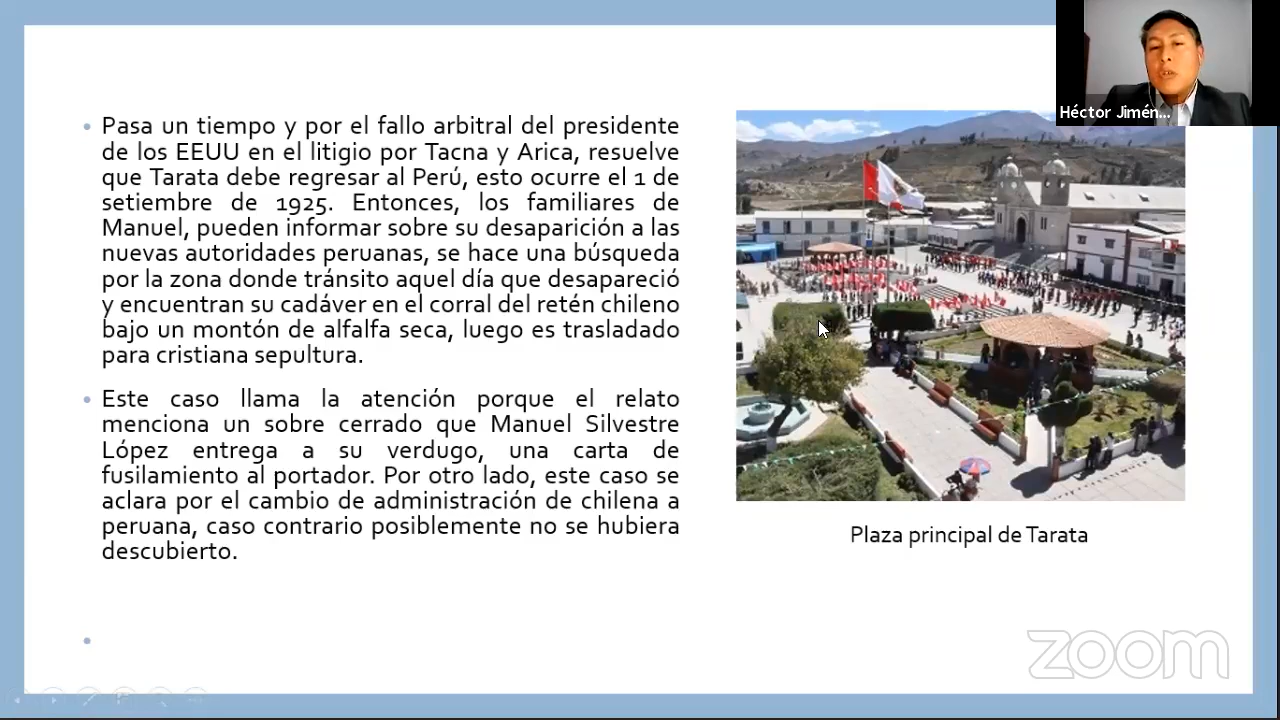 Héctor Jimén...
• Pasa un tiempo y por el fallo arbitral del presidente
de los EEUU en el litigio por Tacna y Arica, resuelve
que Tarata debe regresar al Perú, esto ocurre el 1 de
setiembre de 1925. Entonces, los familiares de
Manuel, pueden informar sobre su desaparición a las
nuevas autoridades peruanas, se hace una búsqueda
por la zona donde tránsito aquel día que desapareció
y encuentran su cadáver en el corral del retén chileno
bajo un montón de alfalfa seca, luego es trasladado
para cristiana sepultura.
• Este caso llama la atención porque el relato
menciona un sobre cerrado que Manuel Silvestre
López entrega a su verdugo, una carta de
fusilamiento al portador. Por otro lado, este caso se
aclara por el cambio de administración de chilena a
peruana, caso contrario posiblemente no se hubiera
descubierto.
Plaza principal de Tarata
zoom